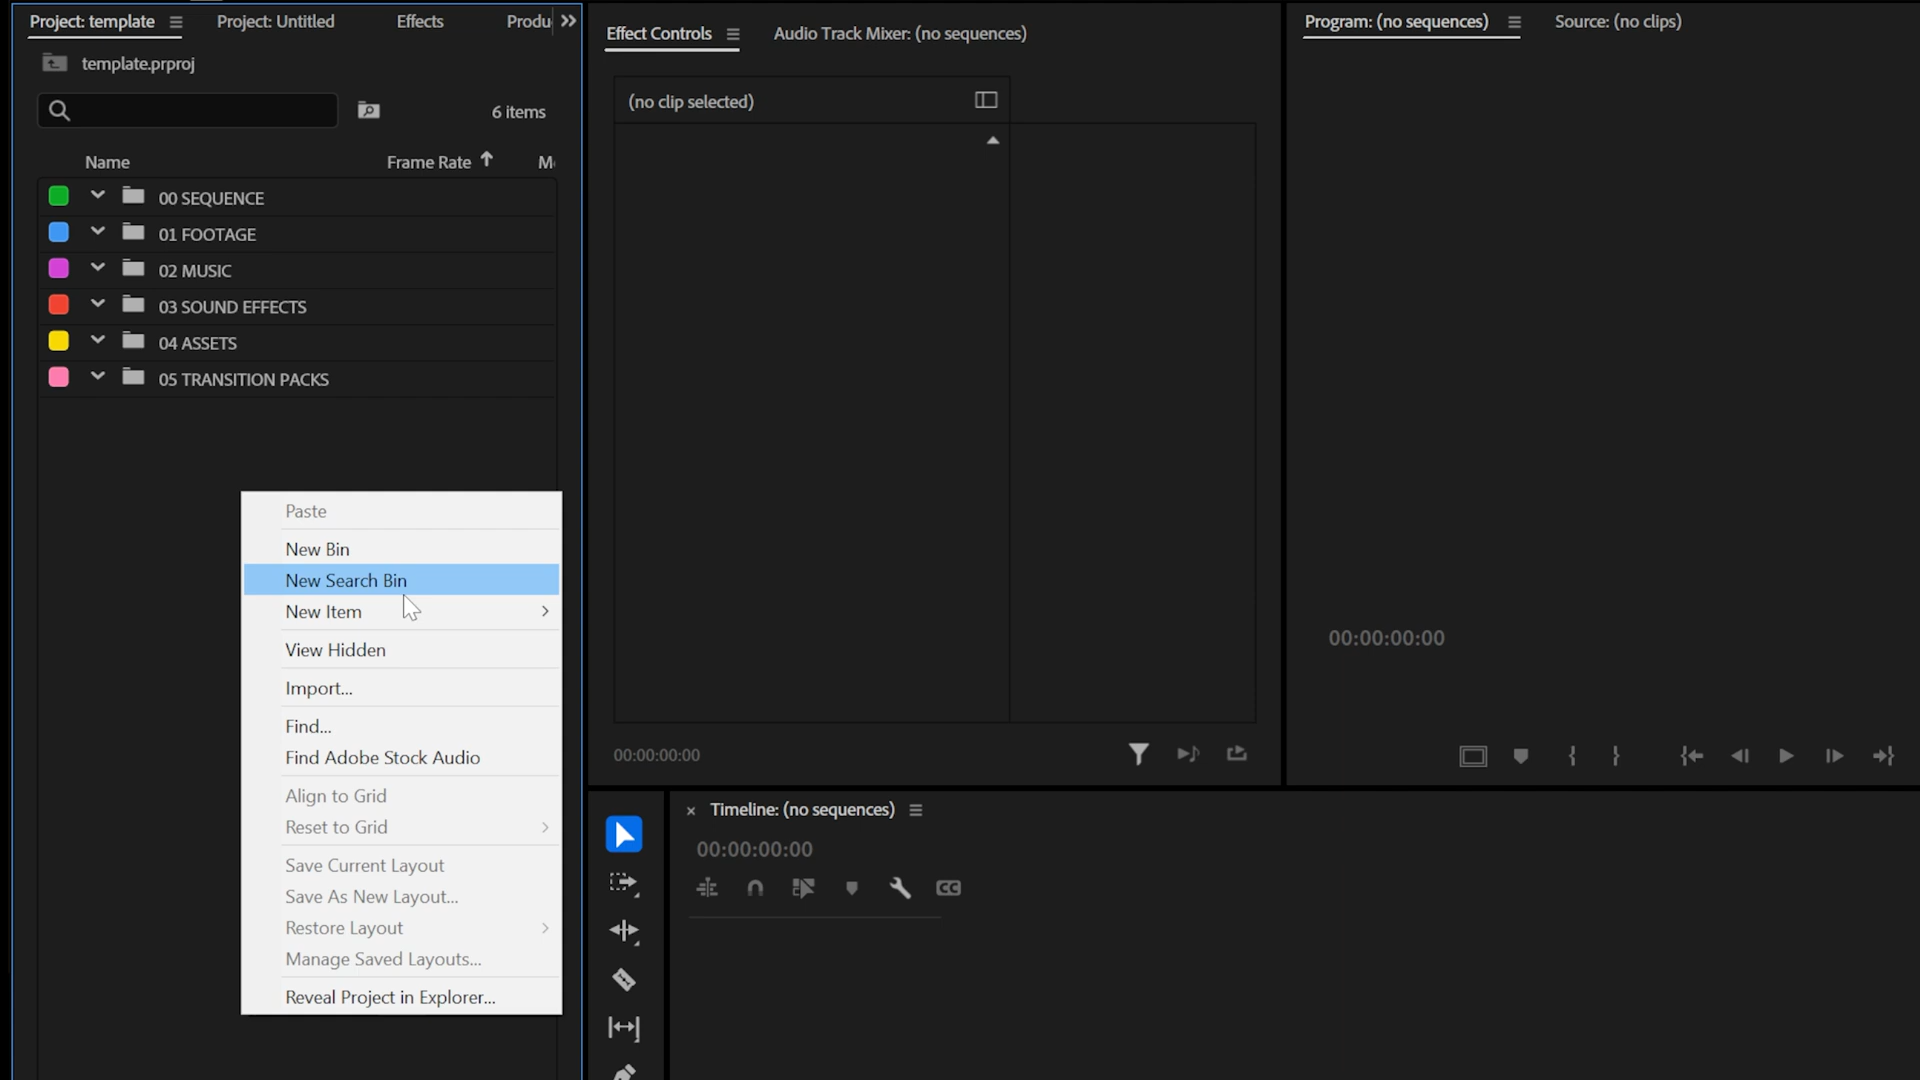 Project: template
Project: Untitled
Effects
Produ
template.prproj
6 items
Name
Frame Rate
00 SEQUENCE
01 FOOTAGE
02 MUSIC
03 SOUND EFFECTS
04 ASSETS
05 TRANSITION PACKS
Paste
New Bin
New Search Bin
New Item
View Hidden
Import...
Find...
Find Adobe Stock Audio
Align to Grid
Reset to Grid
Save Current Layout
Save As New Layout...
Restore Layout
Manage Saved Layouts...
Reveal Project in Explorer...
Effect Controls
Audio Track Mixer: (no sequences)
(no clip selected)
00:00:00:00
Program: (no sequences)
Source: (no clips)
00:00:00:00
Timeline: (no sequences)
00:00:00:00
CC